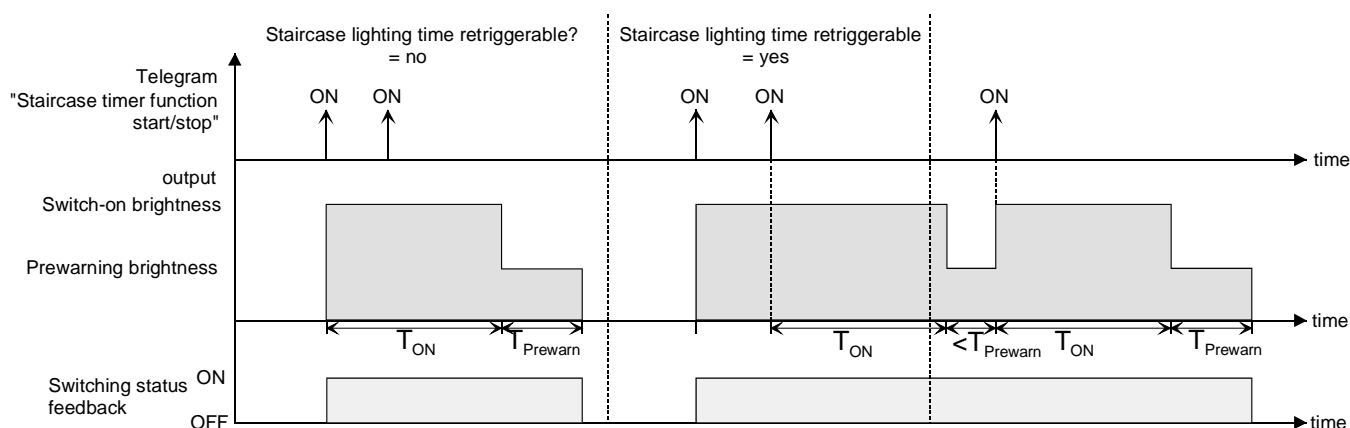 Staircase lighting time retriggerable?
= no
Staircase lighting time retriggerable
= yes
Telegram
"Staircase timer function
start/stop"
ON
ON
ON
ON
ON
time
output
Switch-on brightness
Prewarning brightness
time
TON
TPrewarn
TON
<TPrewarn
TON
TPrewarn
Switching status
feedback
ON
OFF
time